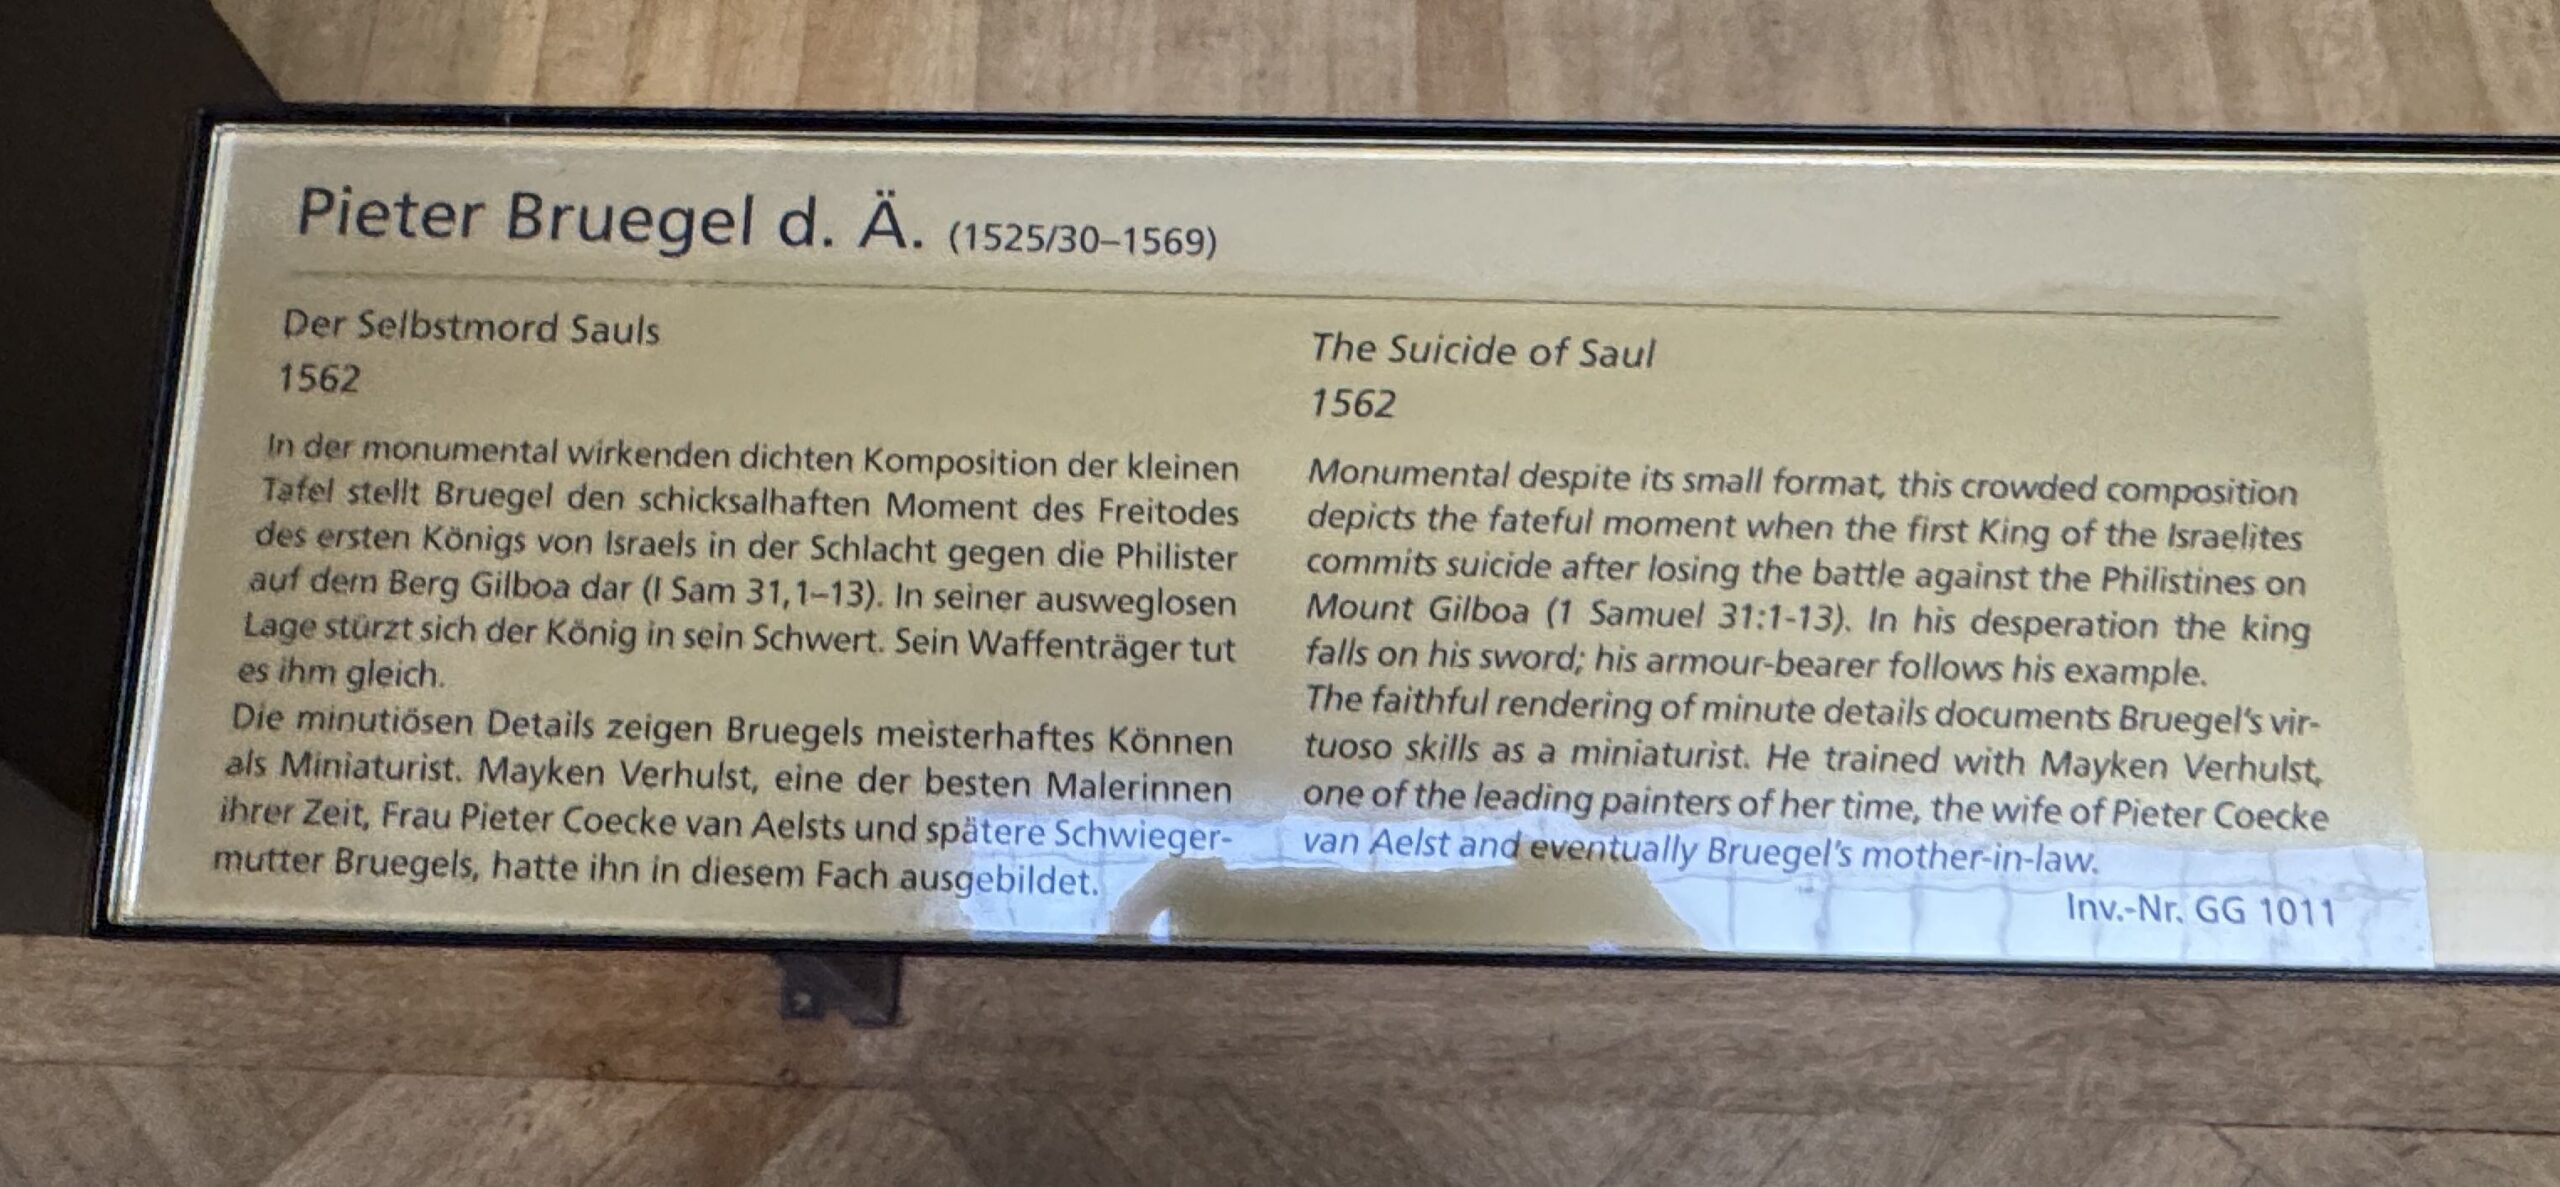 Pieter Bruegel d. Ä. (1525/30–1569)
Der Selbstmord Sauls
1562
In der monumental wirkenden dichten Komposition der kleinen
Tafel stellt Bruegel den schicksalhaften Moment des Freitodes
des ersten Königs von Israels in der Schlacht gegen die Philister
auf dem Berg Gilboa dar (I Sam 31,1–13). In seiner ausweglosen
Lage stürzt sich der König in sein Schwert. Sein Waffenträger tut
es ihm gleich.
Die minutiösen Details zeigen Bruegels meisterhaftes Können
als Miniaturist. Mayken Verhulst, eine der besten Malerinnen
ihrer Zeit, Frau Pieter Coecke van Aelsts und spätere Schwieger-
mutter Bruegels, hatte ihn in diesem Fach ausgebildet.
The Suicide of Saul
1562
Monumental despite its small format, this crowded composition
depicts the fateful moment when the first King of the Israelites
commits suicide after losing the battle against the Philistines on
Mount Gilboa (1 Samuel 31:1-13). In his desperation the king
falls on his sword; his armour-bearer follows his example.
The faithful rendering of minute details documents Bruegel's vir-
tuoso skills as a miniaturist. He trained with Mayken Verhulst,
one of the leading painters of her time, the wife of Pieter Coecke
van Aelst and eventually Bruegel's mother-in-law.
Inv.-Nr. GG 1011